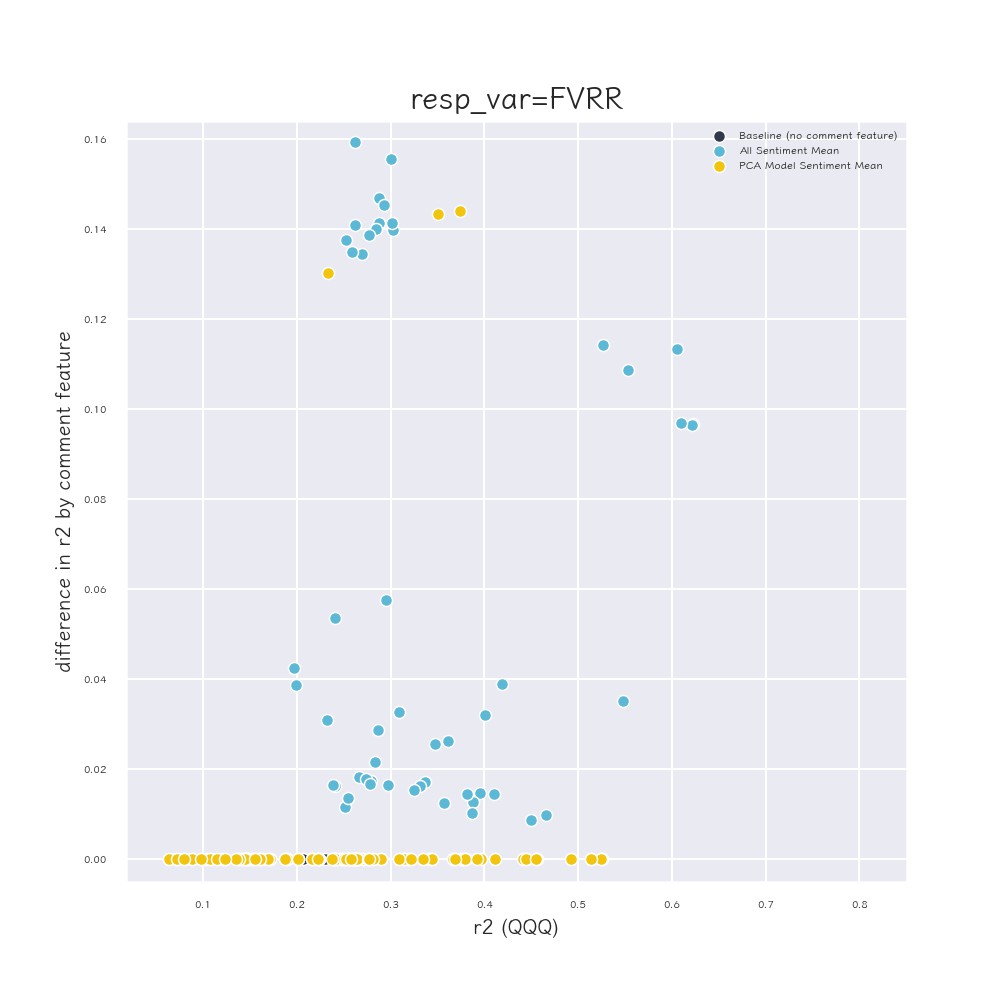 resp_var=FVRR
Baseline (no comment feature)
All Sentiment Mean
PCA Model Sentiment Mean
difference in r2 by comment feature
0.16
0.14
0.12
0.10
0.08
0.06
0.04
0.02
0.00
0.1 0.2 0.3 0.4 0.5 0.6 0.7 0.8
r2 (QQQ)